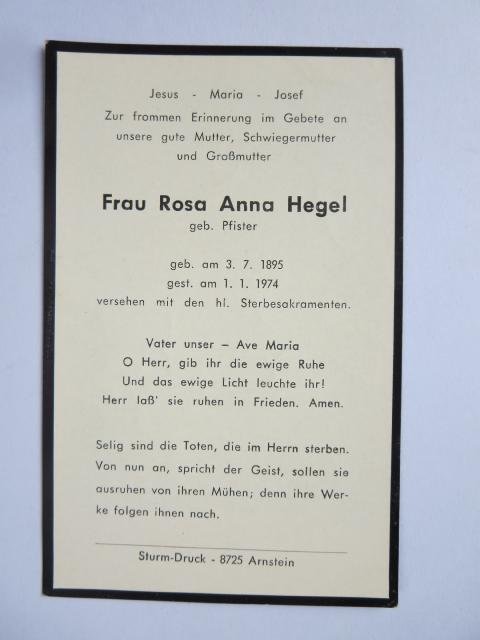 Jesus - Maria - Josef
Zur frommen Erinnerung im Gebete an
unsere gute Mutter, Schwiegermutter
und Großmutter
Frau Rosa Anna Hegel
geb. Pfister
geb. am 3. 7. 1895
gest. am 1. 1. 1974
versehen mit den hl. Sterbesakramenten.
Vater unser – Ave Maria
O Herr, gib ihr die ewige Ruhe
Und das ewige Licht leuchte ihr!
Herr laß' sie ruhen in Frieden. Amen.
Selig sind die Toten, die im Herrn sterben.
Von nun an, spricht der Geist, sollen sie
ausruhen von ihren Mühen; denn ihre Wer-
ke folgen ihnen nach.
Sturm-Druck - 8725 Arnstein